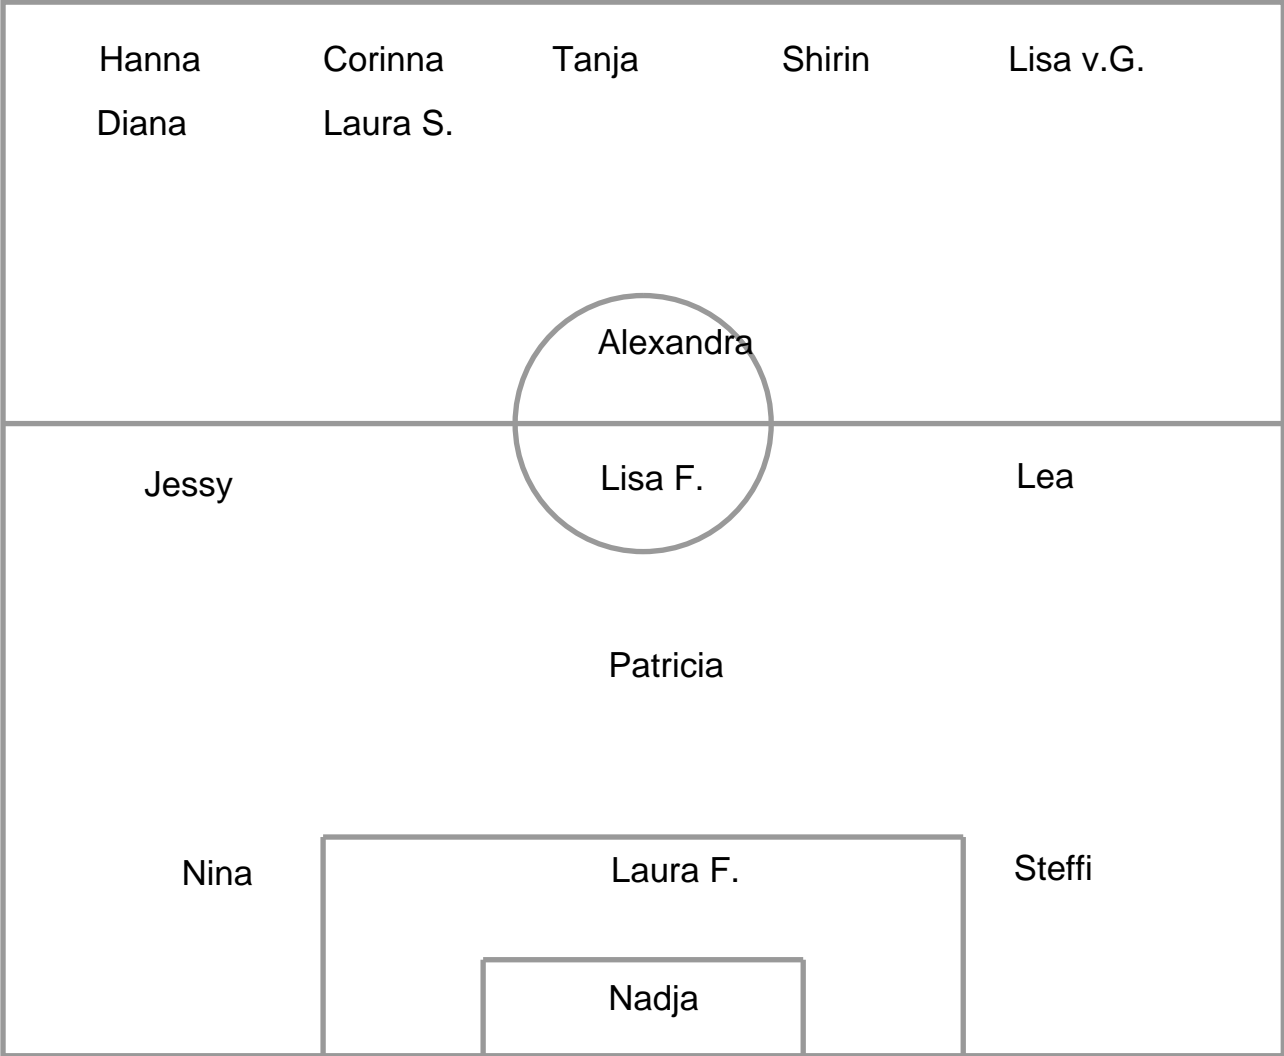 Hanna Corinna Tanja Shirin Lisa v.G.
Diana Laura S.
Alexandra
Jessy Lisa F. Lea
Patricia
Nina Laura F. Steffi
Nadja